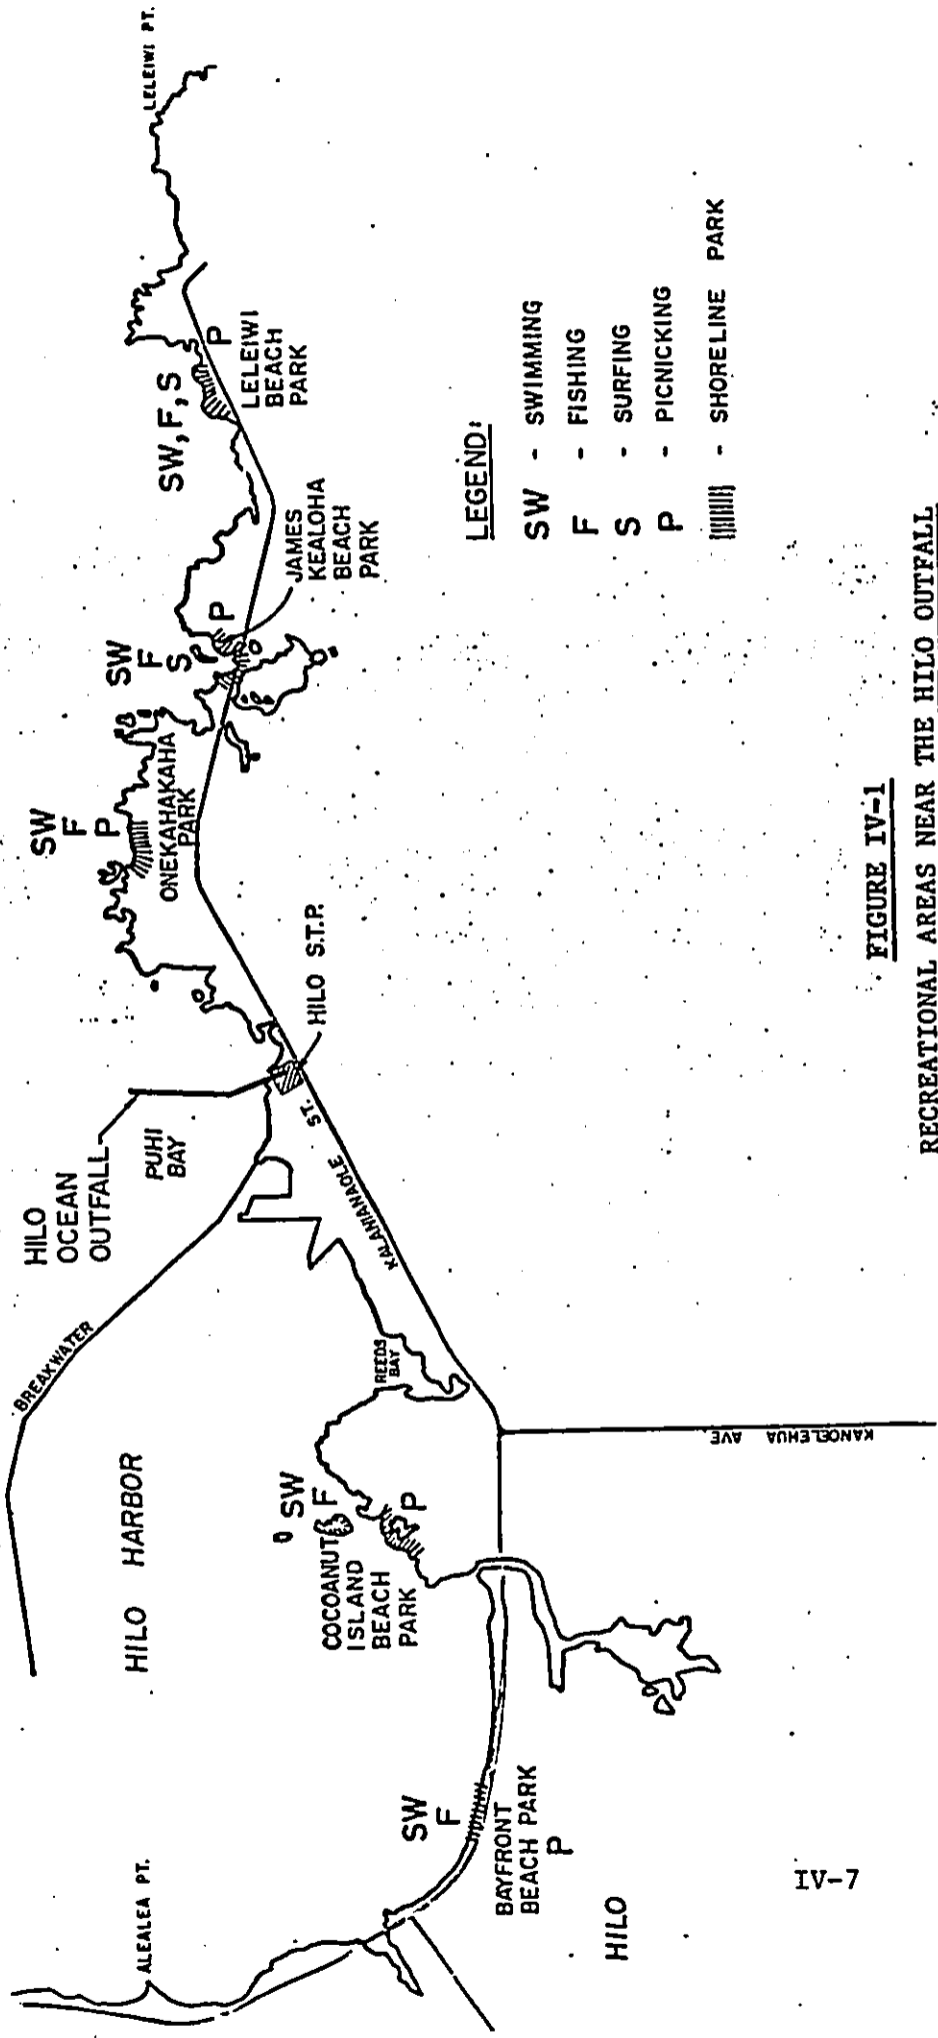 ALEALEA PT.
BREAKWATER
HILO HARBOR
HILO
OCEAN
OUTFALL
PUHI
BAY
SW
F
P
ONEKAHAKAHA
PARK
SW
F
S
P
JAMES
KEALOHA
BEACH
PARK
SW, F, S
P
LELEIWI
BEACH
PARK
LELEIWI PT.
SW
F
COCOANUT
ISLAND
BEACH
PARK
P
REEDS
BAY
KALANIANAOLE ST.
HILO S.T.P.
SW
F
BAYFRONT
BEACH PARK
P
HILO
KANOELEHUA AVE
LEGEND:
SW - SWIMMING
F - FISHING
S - SURFING
P - PICNICKING
- SHORELINE PARK
FIGURE IV-1
RECREATIONAL AREAS NEAR THE HILO OUTFALL
IV-7